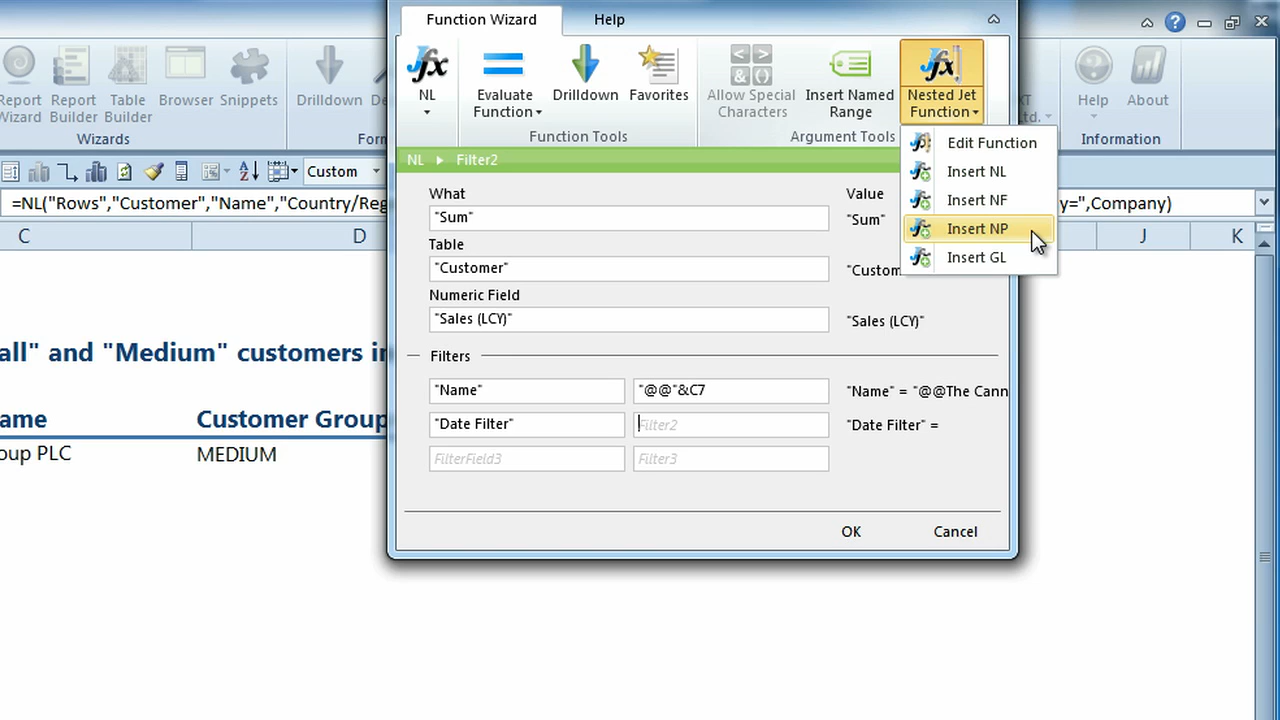 Function Wizard
Help
Report
Wizard
Report
Builder
Table
Builder
Browser
Snippets
Drilldown
Wizards
NL
Evaluate
Function
Drilldown
Favorites
Function Tools
Allow Special
Characters
Insert Named
Range
Argument Tools
Nested Jet
Function
Help
About
Information
Edit Function
Insert NL
Insert NF
Insert NP
Insert GL
Custom
=NL("Rows","Customer","Name","Country/Reg
y=",Company)
C
D
J
K
NL
Filter2
What
Value
"Sum"
"Sum"
Table
"Customer"
"Custom
Numeric Field
"Sales (LCY)"
"Sales (LCY)"
Filters
"Name"
"@@"&C7
"Name" = "@@The Cann
"Date Filter"
Filter2
"Date Filter" =
FilterField3
Filter3
OK
Cancel
all" and "Medium" customers in
ame
Customer Group
oup PLC
MEDIUM